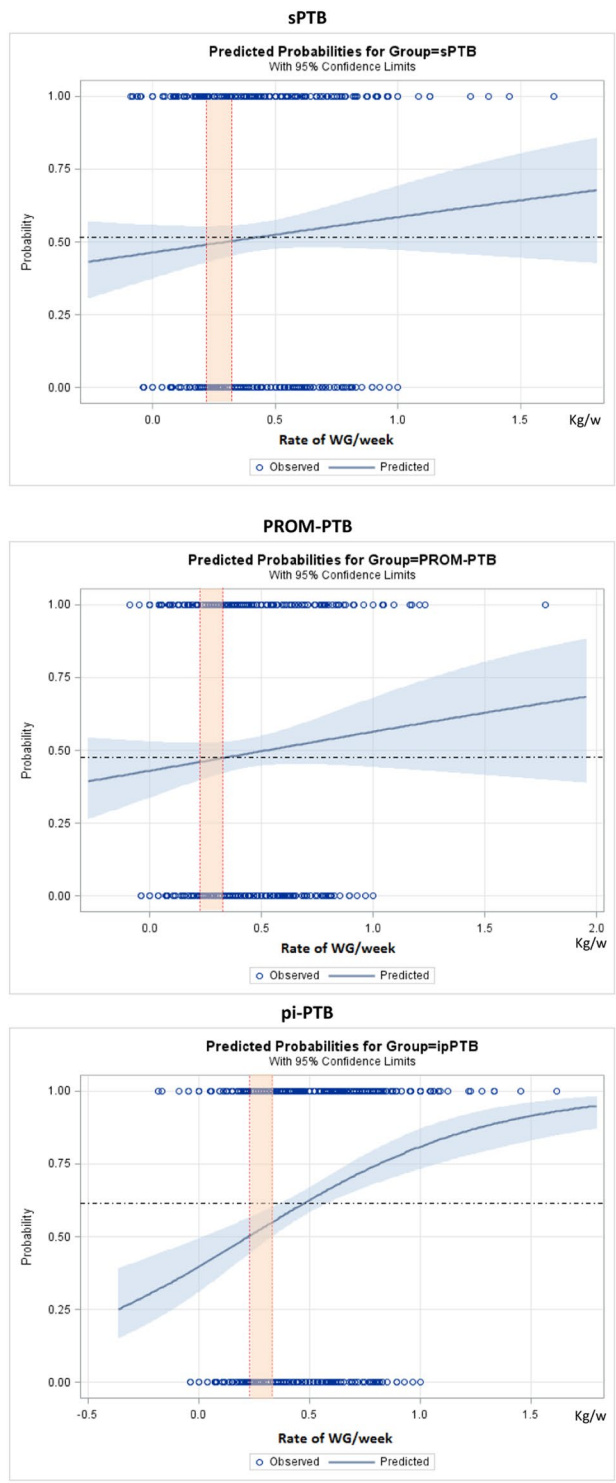 sPTB
Predicted Probabilities for Group=sPTB
With 95% Confidence Limits
1.00
0.75
0.50
0.25
0.00
Probability
0.0 0.5 1.0 1.5 Kg/w
Rate of WG/week
Observed Predicted
PROM-PTB
Predicted Probabilities for Group=PROM-PTB
With 95% Confidence Limits
1.00
0.75
0.50
0.25
0.00
Probability
0.0 0.5 1.0 1.5 2.0
Rate of WG/week Kg/w
Observed Predicted
pi-PTB
Predicted Probabilities for Group=ipPTB
With 95% Confidence Limits
1.00
0.75
0.50
0.25
0.00
Probability
-0.5 0.0 0.5 1.0 1.5 Kg/w
Rate of WG/week
Observed Predicted